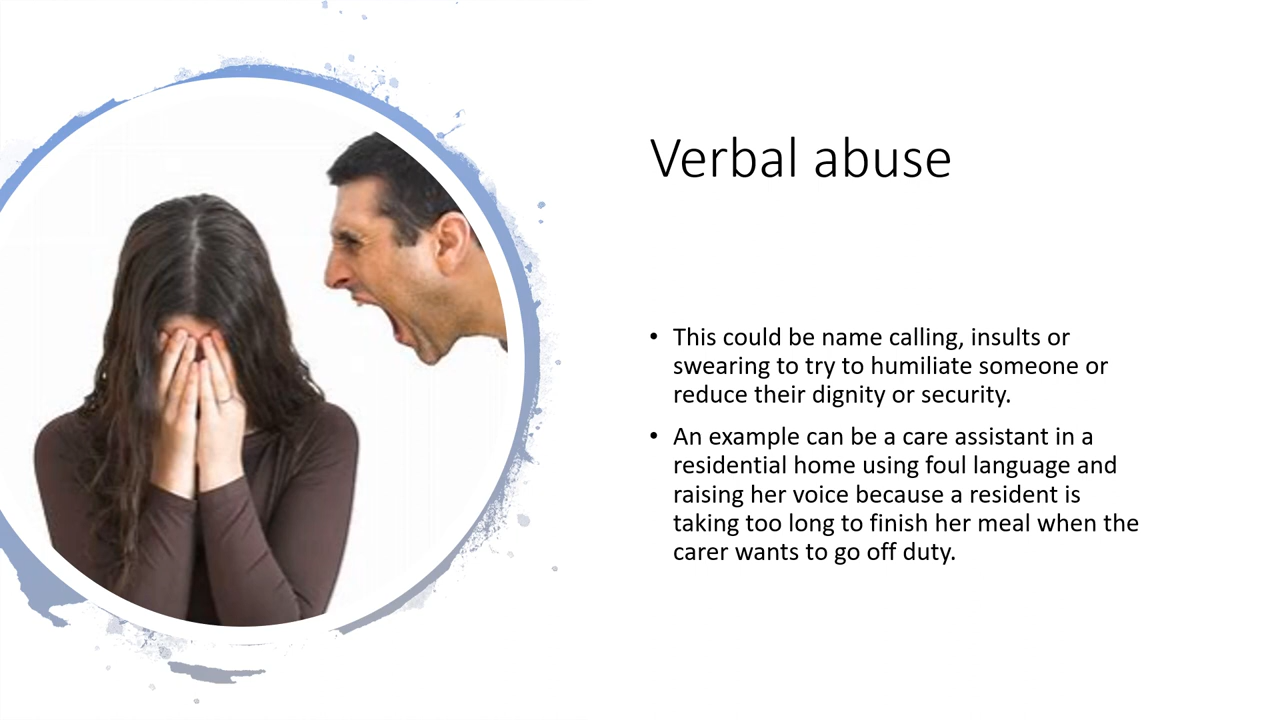 Verbal abuse
• This could be name calling, insults or
swearing to try to humiliate someone or
reduce their dignity or security.
• An example can be a care assistant in a
residential home using foul language and
raising her voice because a resident is
taking too long to finish her meal when the
carer wants to go off duty.